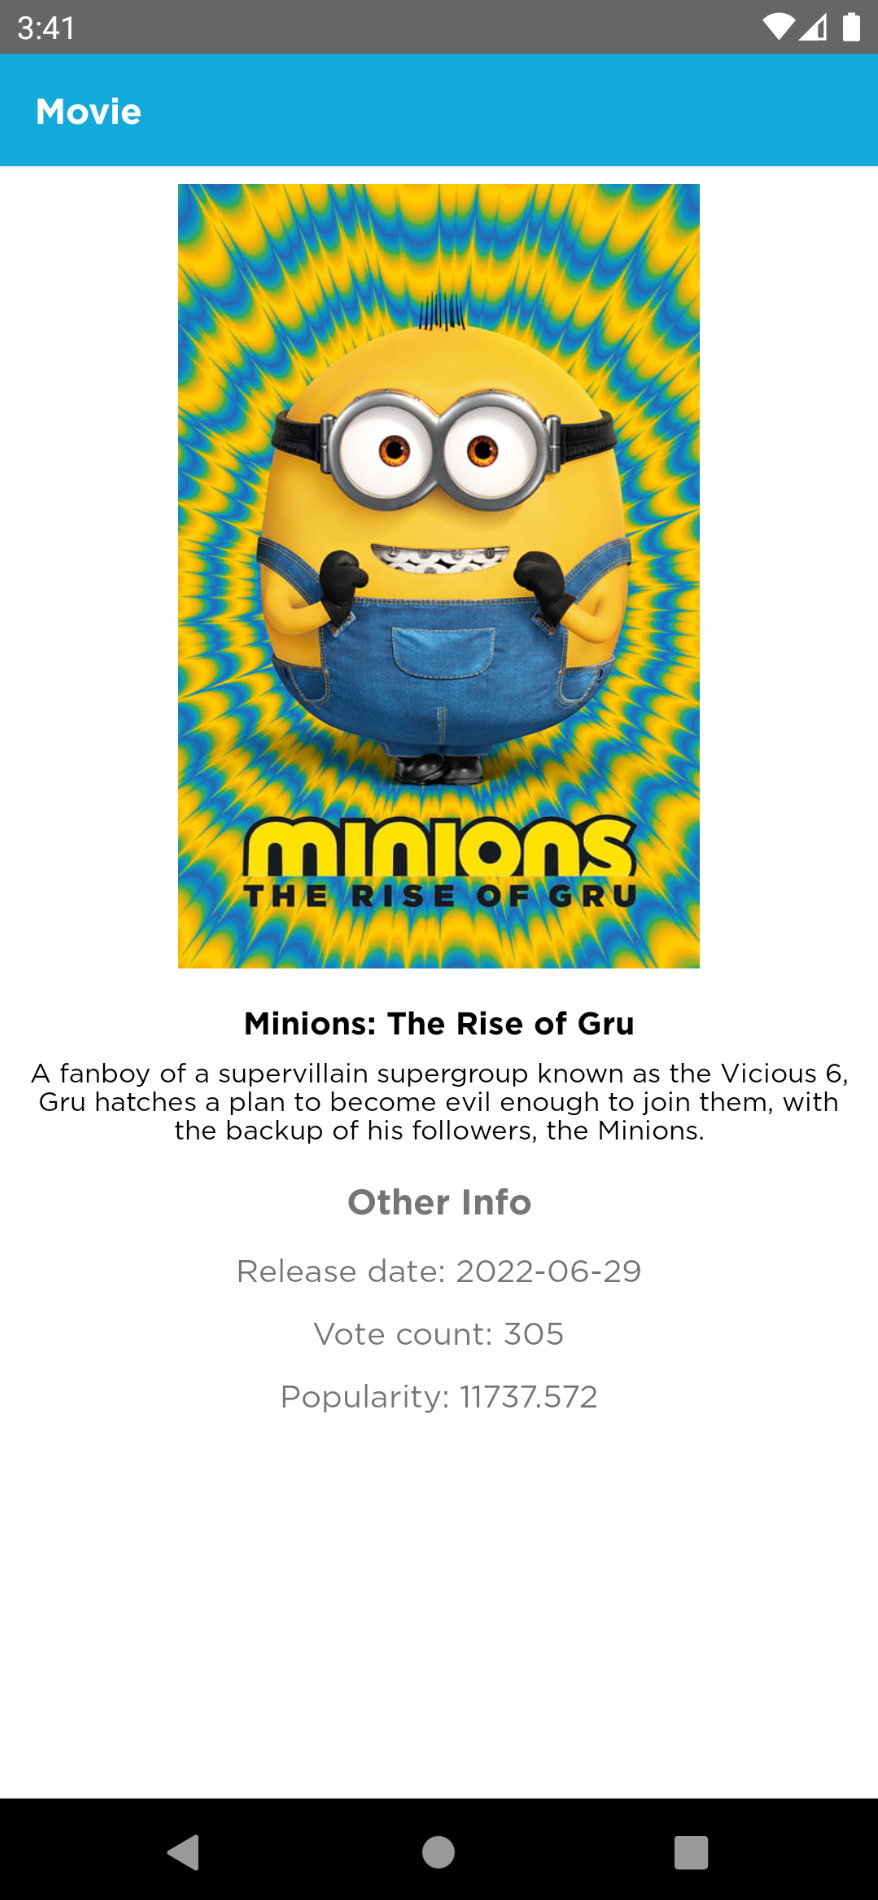 3:41
Movie
minions
THE RISE OF GRU
Minions: The Rise of Gru
A fanboy of a supervillain supergroup known as the Vicious 6,
Gru hatches a plan to become evil enough to join them, with
the backup of his followers, the Minions.
Other Info
Release date: 2022-06-29
Vote count: 305
Popularity: 11737.572